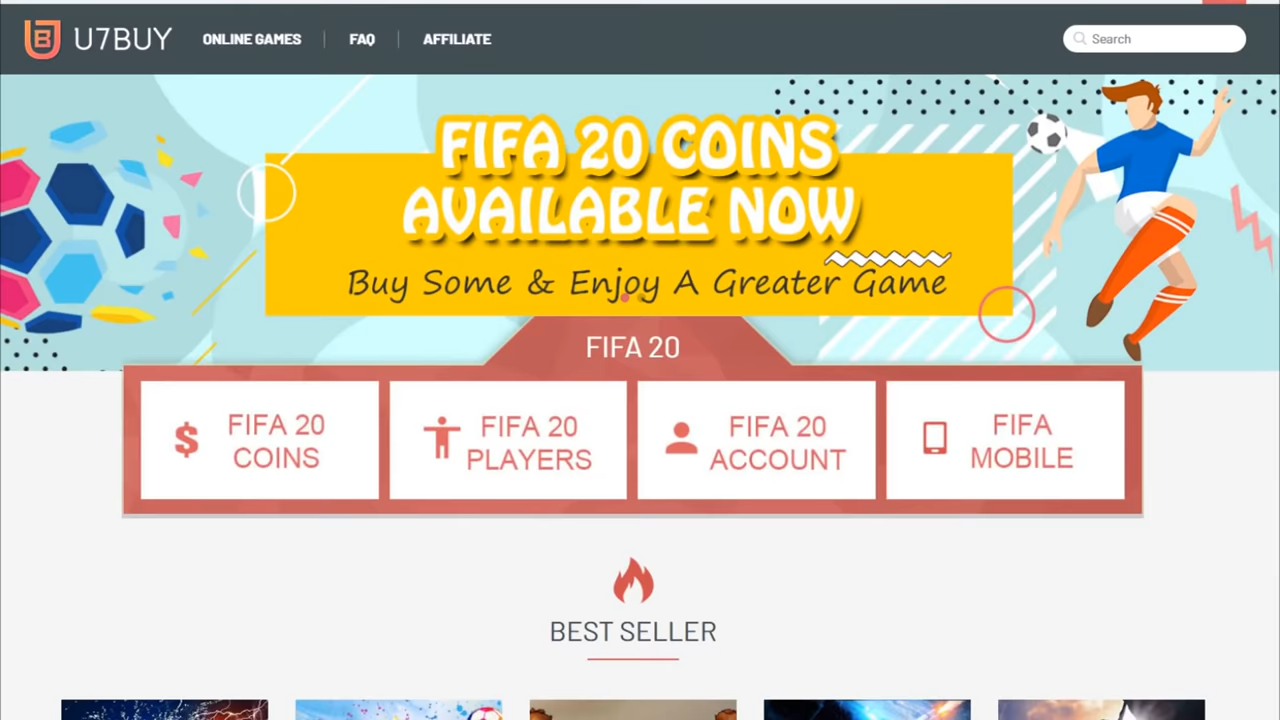 U7BUY
ONLINE GAMES
FAQ
AFFILIATE
Search
FIFA 20 COINS
AVAILABLE NOW
Buy Some & Enjoy A Greater Game
FIFA 20
FIFA 20
COINS
FIFA 20
PLAYERS
FIFA 20
ACCOUNT
FIFA
MOBILE
BEST SELLER